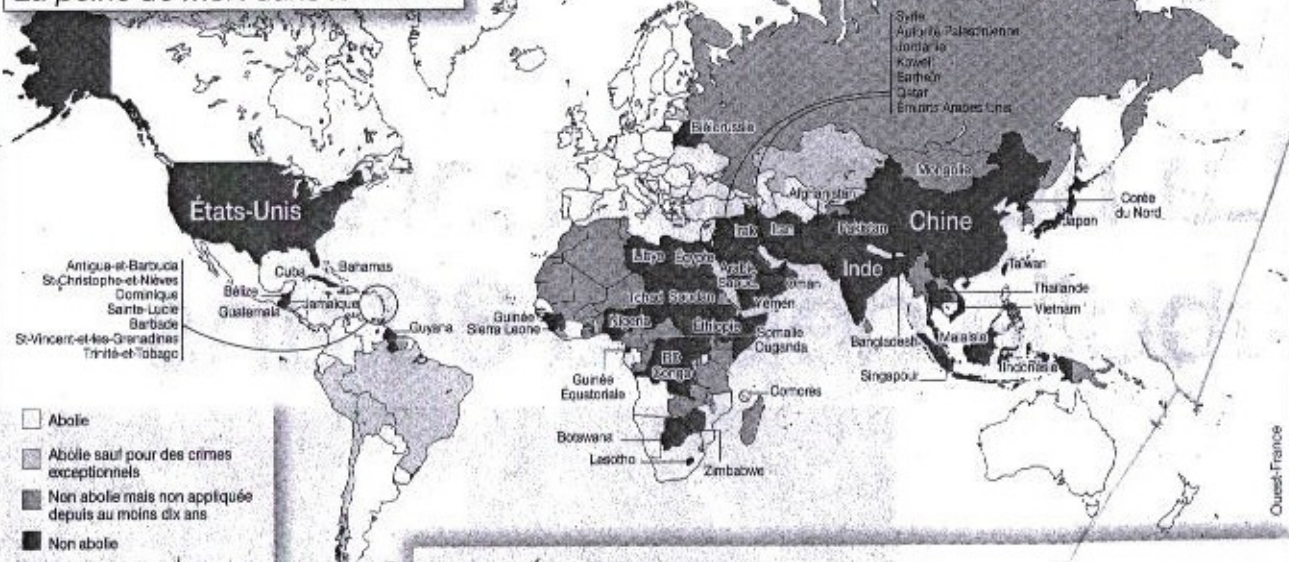 La peine de mort dans
Syrie
Autorité Palestinienne
Jordanie
Koweït
Barheïn
Qatar
Émirats Arabes Unis
Biélorussie
Mongolie
Afghanistan
États-Unis
Irak
Iran
Pakistan
Chine
Corée
du Nord
Japon
Antigua-et-Barbuda
St-Christophe-et-Niéves
Dominique
Sainte-Lucie
Barbade
St-Vincent-et-les-Grenadines
Trinité-et-Tobago
Cuba
Bahamas
Bélize
Jamaïque
Guatemala
Guyana
Libye
Égypte
Arabie
Saoud.
Oman
Inde
Taïwan
Thaïlande
Vietnam
Tchad
Soudan
Yémen
Guinée
Sierra Leone
Nigeria
Éthiopie
Somalie
Ouganda
Bangladesh
Malaisie
Indonésie
Singapour
RD
Congo
Guinée
Équatoriale
Comores
Botswana
Lesotho
Zimbabwe
Abolie
Abolie sauf pour des crimes
exceptionnels
Non abolie mais non appliquée
depuis au moins dix ans
Non abolie
Ouest-France